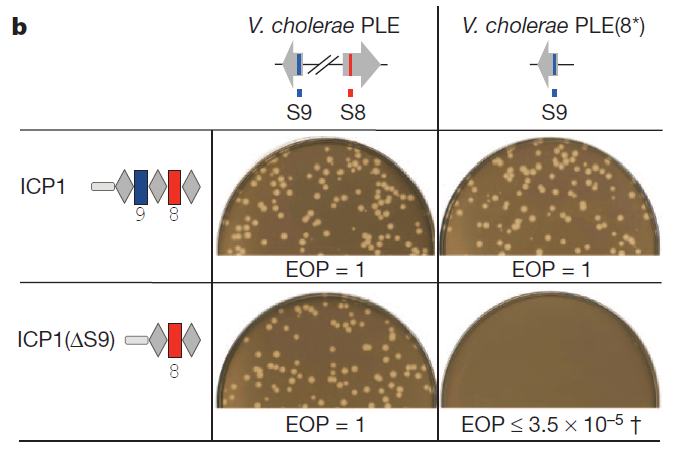 b
V. cholerae PLE
V. cholerae PLE(8*)
S9
S8
S9
ICP1
9
8
EOP = 1
EOP = 1
ICP1(ΔS9)
8
EOP = 1
EOP ≤ 3.5 × 10⁻⁵ †